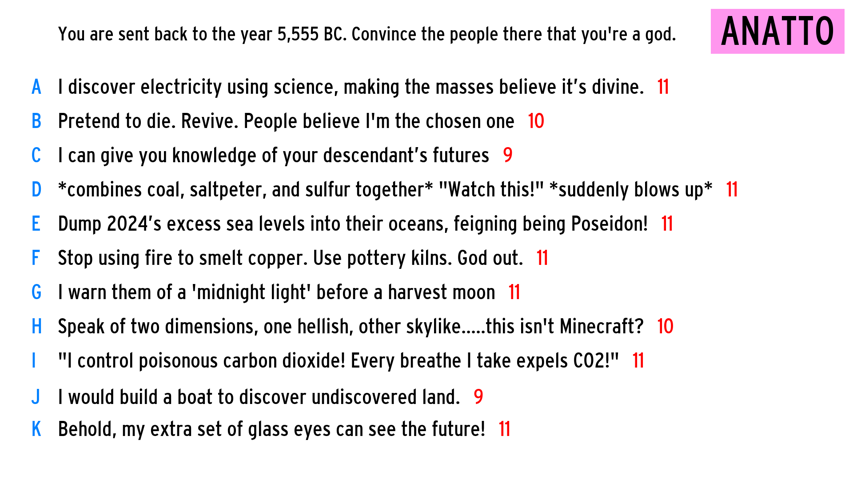 You are sent back to the year 5,555 BC. Convince the people there that you're a god.
ANATTO
A I discover electricity using science, making the masses believe it’s divine. 11
B Pretend to die. Revive. People believe I'm the chosen one 10
C I can give you knowledge of your descendant’s futures 9
D *combines coal, saltpeter, and sulfur together* "Watch this!" *suddenly blows up* 11
E Dump 2024’s excess sea levels into their oceans, feigning being Poseidon! 11
F Stop using fire to smelt copper. Use pottery kilns. God out. 11
G I warn them of a 'midnight light' before a harvest moon 11
H Speak of two dimensions, one hellish, other skylike.....this isn't Minecraft? 10
I "I control poisonous carbon dioxide! Every breathe I take expels CO2!" 11
J I would build a boat to discover undiscovered land. 9
K Behold, my extra set of glass eyes can see the future! 11